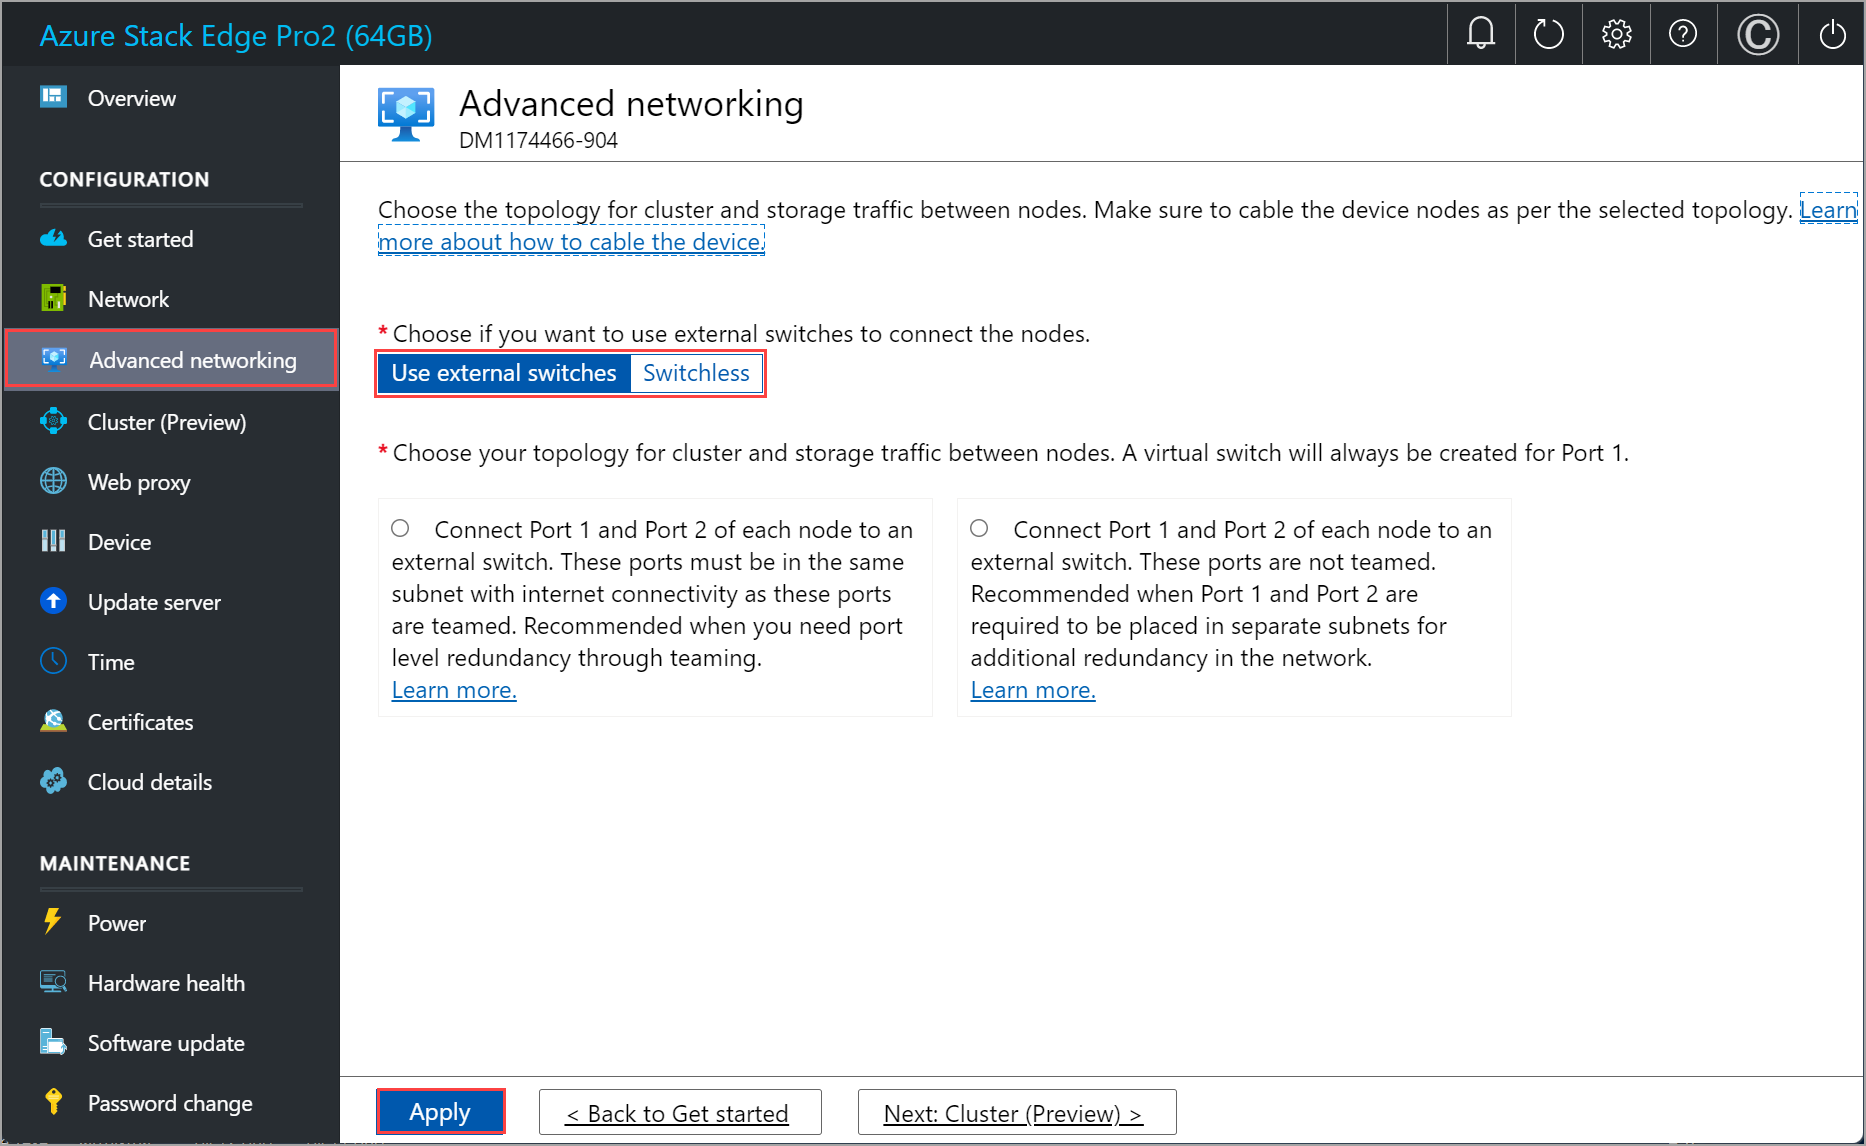 Azure Stack Edge Pro2 (64GB)
Overview
CONFIGURATION
Get started
Network
Advanced networking
Cluster (Preview)
Web proxy
Device
Update server
Time
Certificates
Cloud details
MAINTENANCE
Power
Hardware health
Software update
Password change
Advanced networking
DM1174466-904
Choose the topology for cluster and storage traffic between nodes. Make sure to cable the device nodes as per the selected topology. Learn
more about how to cable the device.
* Choose if you want to use external switches to connect the nodes.
Use external switches Switchless
* Choose your topology for cluster and storage traffic between nodes. A virtual switch will always be created for Port 1.
Connect Port 1 and Port 2 of each node to an
external switch. These ports must be in the same
subnet with internet connectivity as these ports
are teamed. Recommended when you need port
level redundancy through teaming.
Learn more.
Connect Port 1 and Port 2 of each node to an
external switch. These ports are not teamed.
Recommended when Port 1 and Port 2 are
required to be placed in separate subnets for
additional redundancy in the network.
Learn more.
Apply < Back to Get started Next: Cluster (Preview) >